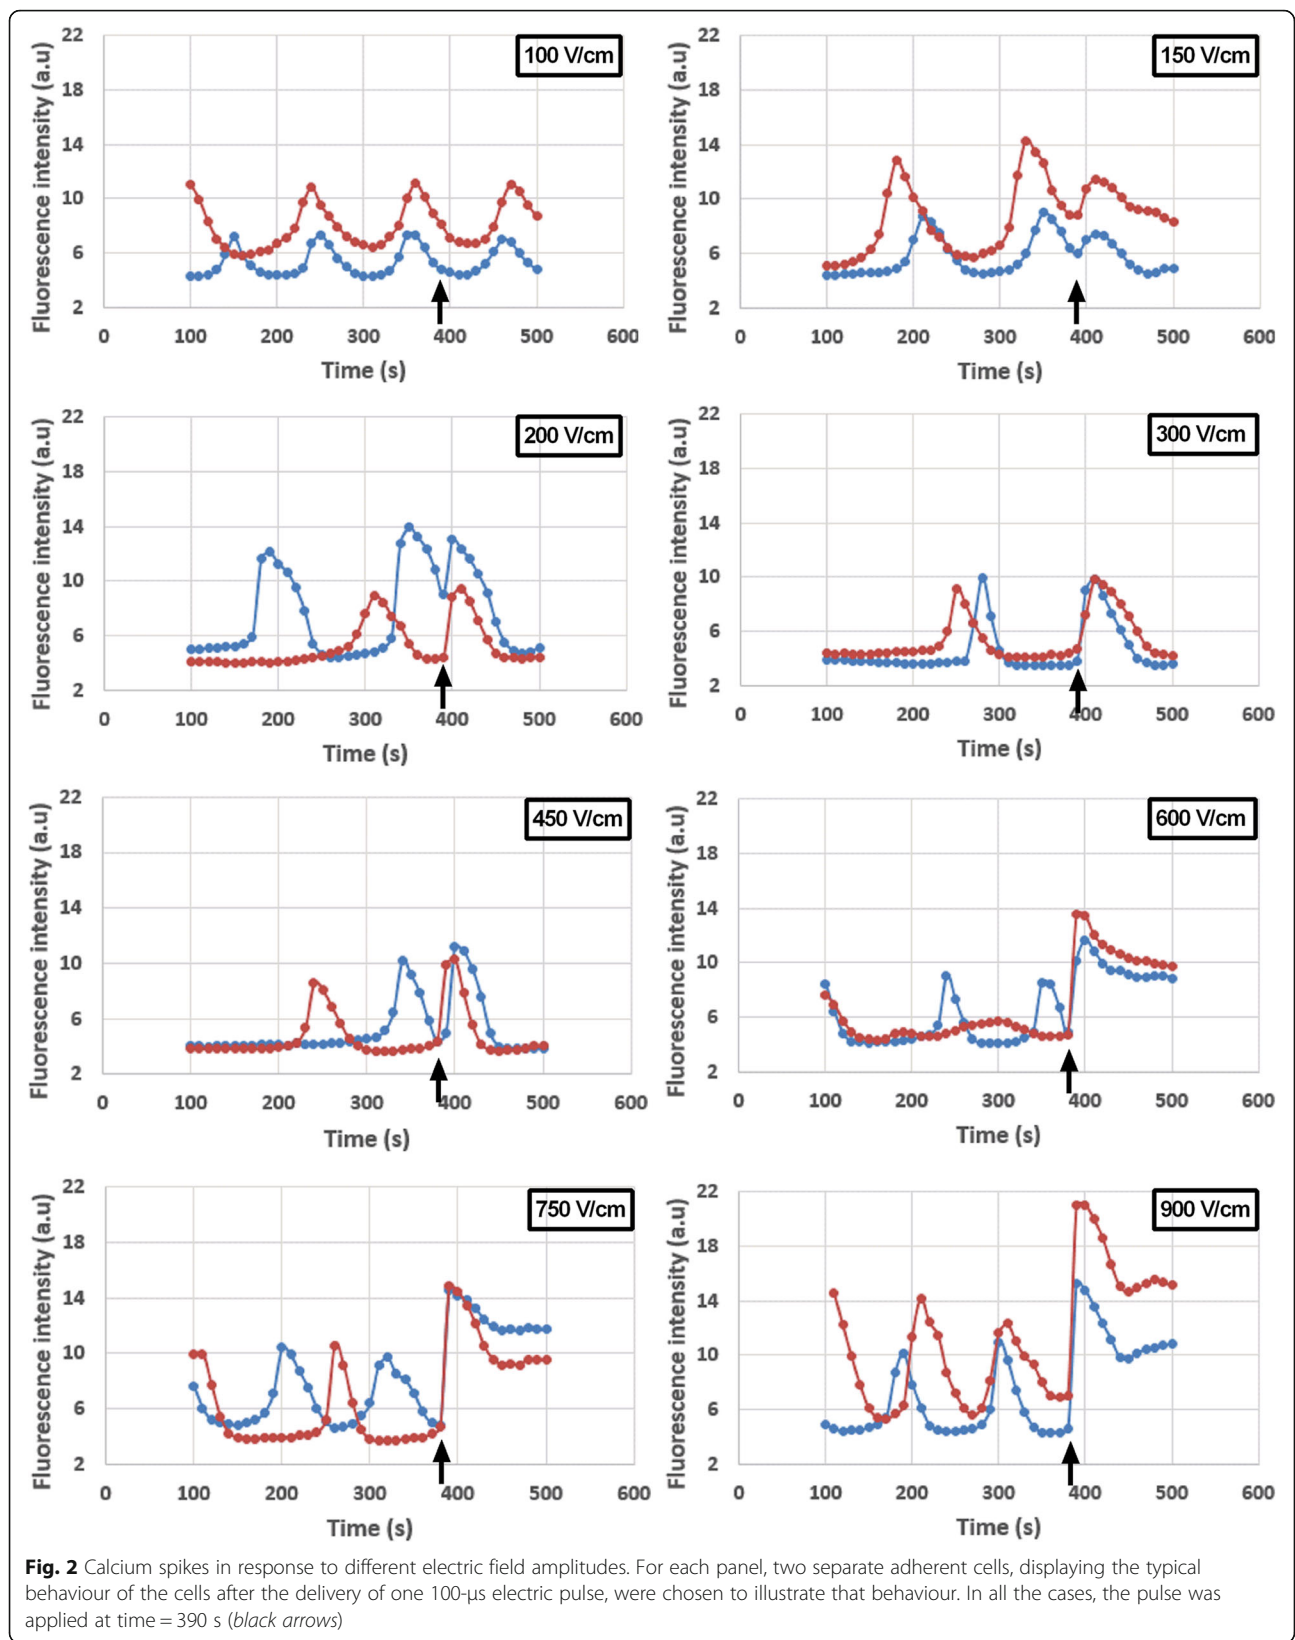 Fluorescence intensity (a.u)
22
18
14
10
6
2
100 V/cm
0 100 200 300 400 500 600
Time (s)
Fluorescence intensity (a.u)
22
18
14
10
6
2
150 V/cm
0 100 200 300 400 500 600
Time (s)
Fluorescence intensity (a.u)
22
18
14
10
6
2
200 V/cm
0 100 200 300 400 500 600
Time (s)
Fluorescence intensity (a.u)
22
18
14
10
6
2
300 V/cm
0 100 200 300 400 500 600
Time (s)
Fluorescence intensity (a.u)
22
18
14
10
6
2
450 V/cm
0 100 200 300 400 500 600
Time (s)
Fluorescence intensity (a.u)
22
18
14
10
6
2
600 V/cm
0 100 200 300 400 500 600
Time (s)
Fluorescence intensity (a.u)
22
18
14
10
6
2
750 V/cm
0 100 200 300 400 500 600
Time (s)
Fluorescence intensity (a.u)
22
18
14
10
6
2
900 V/cm
0 100 200 300 400 500 600
Time (s)
Fig. 2 Calcium spikes in response to different electric field amplitudes. For each panel, two separate adherent cells, displaying the typical
behaviour of the cells after the delivery of one 100-μs electric pulse, were chosen to illustrate that behaviour. In all the cases, the pulse was
applied at time = 390 s (black arrows)